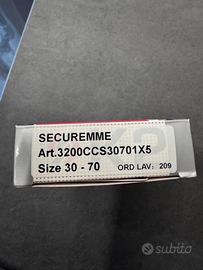 SECUREMME
Art.3200CCS30701X5
Size 30 - 70
ORD LAV: 209
subito